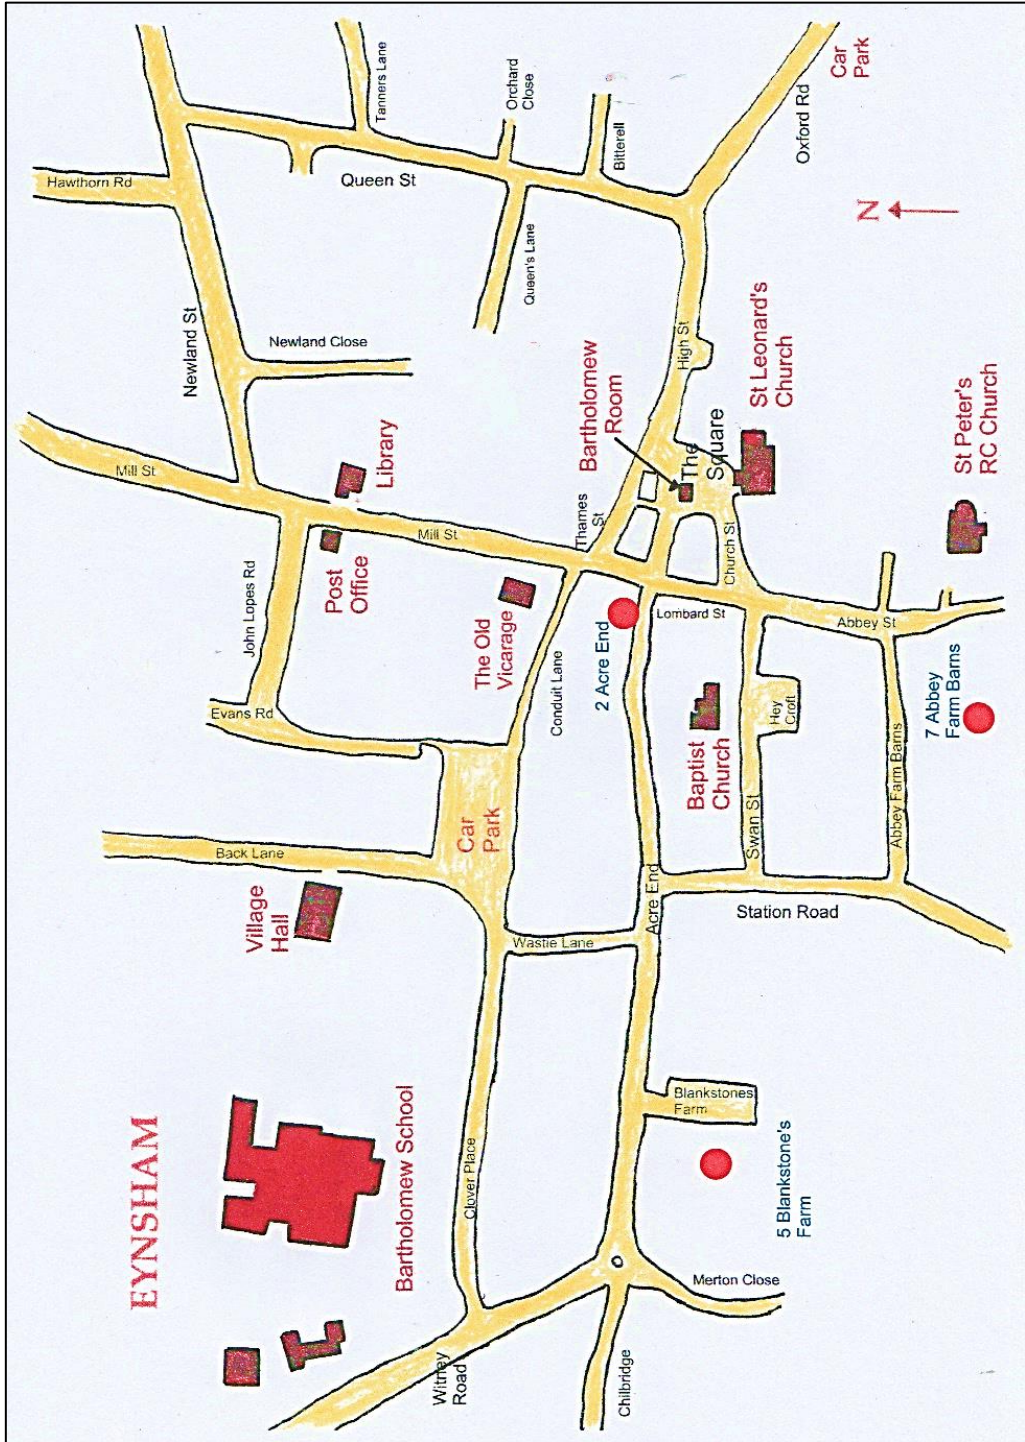 EYNSHAM
Witney
Road
Chilbridge
Merton Close
Bartholomew School
Clover Place
5 Blankstone's
Farm
Blankstones
Farm
Village
Hall
Back Lane
Car
Park
Wastie Lane
Acre End
Station Road
Evans Rd
John Lopes Rd
Post
Office
Library
Mill St
Mill St
The Old
Vicarage
Conduit Lane
2 Acre End
Baptist
Church
Swan St
Hey
Croft
Abbey Farm Barns
7 Abbey
Farm Barns
Abbey St
Lombard St
Church St
Thames
St
Bartholomew
Room
The
Square
St Leonard's
Church
St Peter's
RC Church
High St
Newland St
Newland Close
Hawthorn Rd
Queen St
Queen's Lane
Tanners Lane
Orchard
Close
Bitterell
Oxford Rd
Car
Park
N